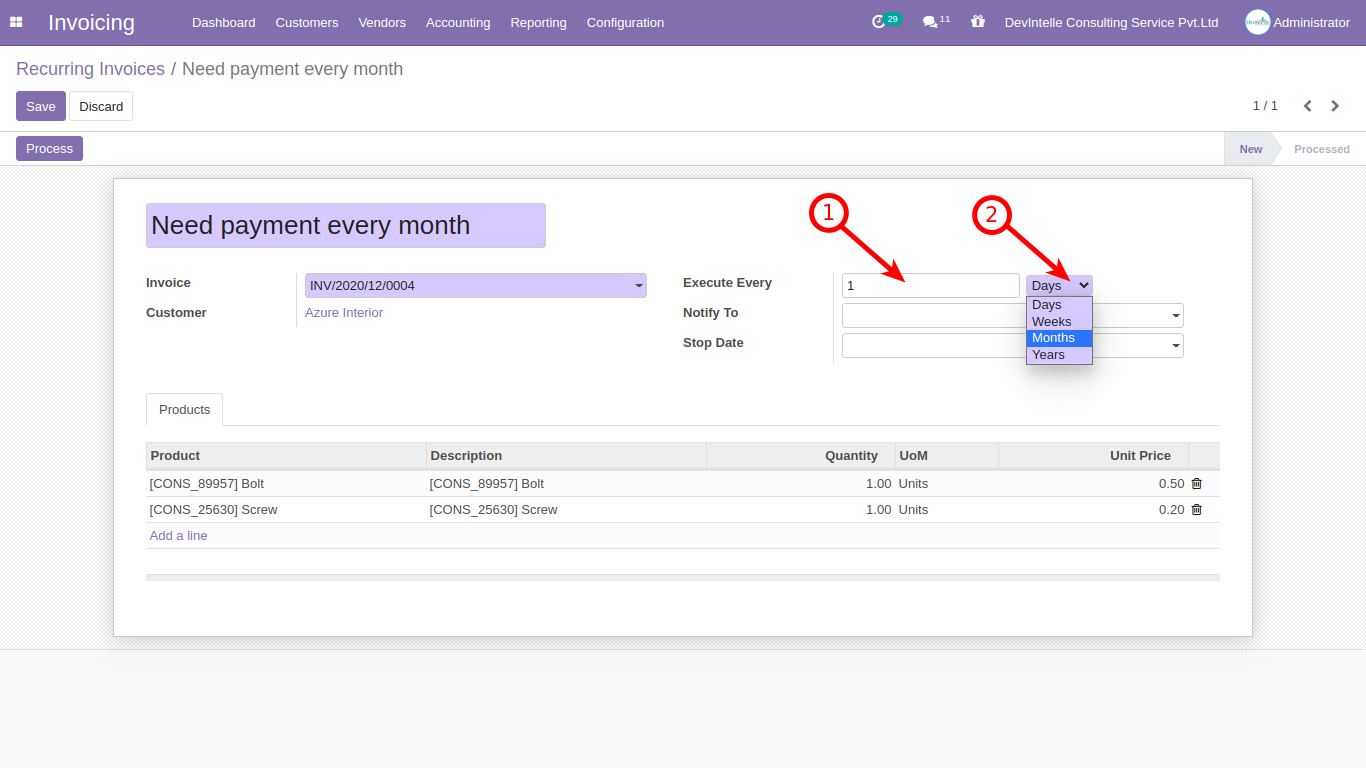 Invoicing Dashboard Customers Vendors Accounting Reporting Configuration 29 11 DevIntelle Consulting Service Pvt.Ltd Administrator
Recurring Invoices / Need payment every month
Save Discard 1 / 1
Process New Processed
Need payment every month
1 2
Invoice INV/2020/12/0004 Execute Every 1 Days
Customer Azure Interior Notify To
Stop Date
Days
Weeks
Months
Years
Products
Product Description Quantity UoM Unit Price
[CONS_89957] Bolt [CONS_89957] Bolt 1.00 Units 0.50
[CONS_25630] Screw [CONS_25630] Screw 1.00 Units 0.20
Add a line